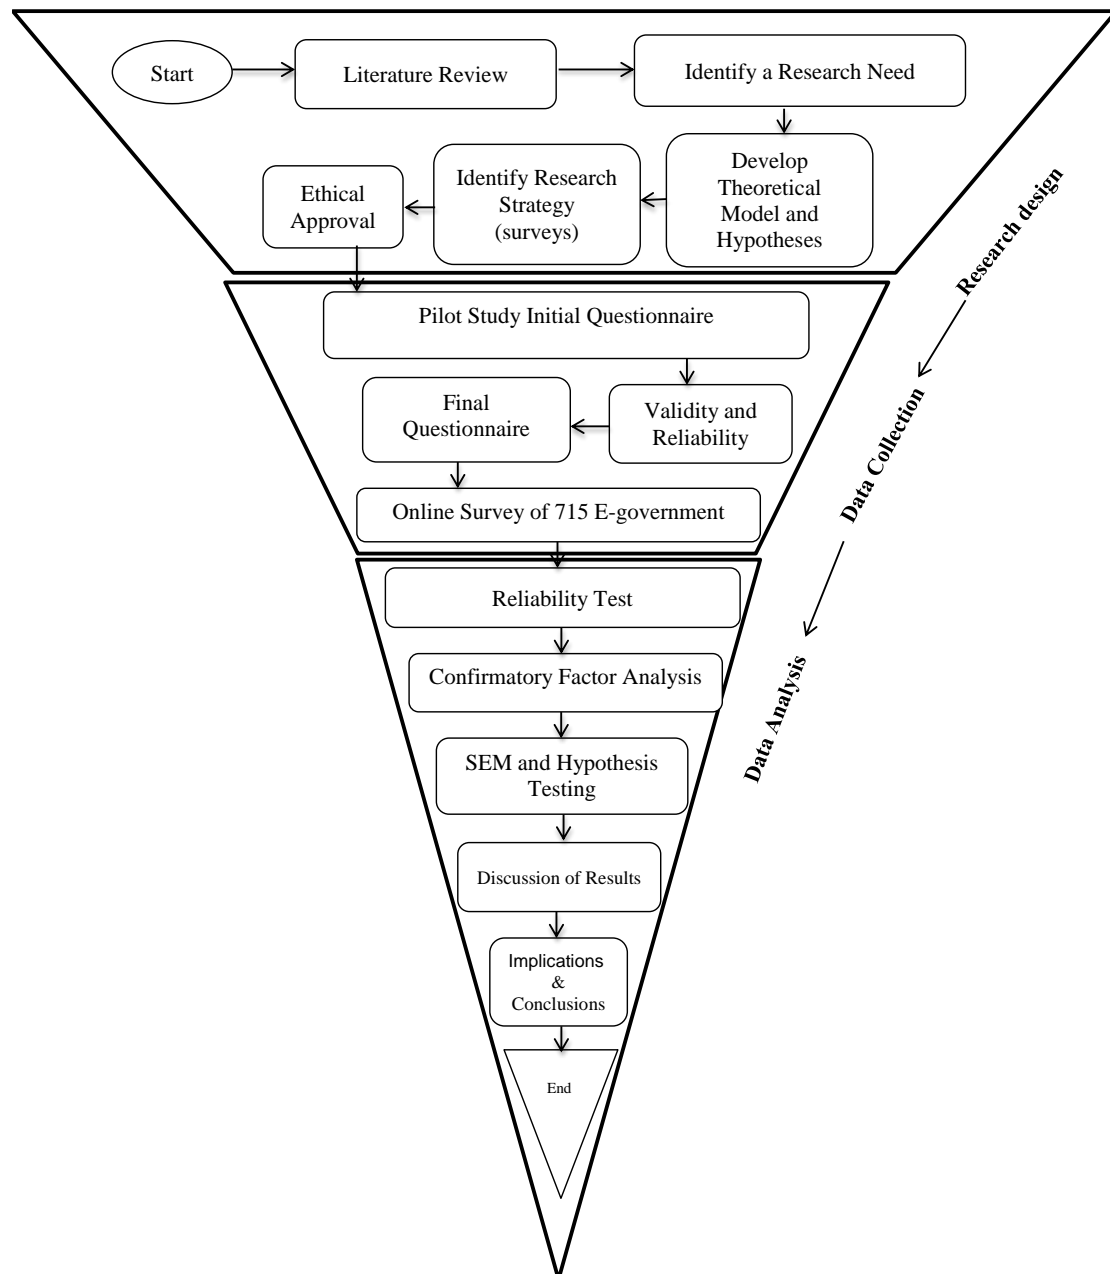 Start
Literature Review
Identify a Research Need
Develop
Theoretical
Model and
Hypotheses
Identify Research
Strategy
(surveys)
Ethical
Approval
Research design
Pilot Study Initial Questionnaire
Validity and
Reliability
Final
Questionnaire
Online Survey of 715 E-government
Data Collection
Reliability Test
Confirmatory Factor Analysis
SEM and Hypothesis
Testing
Discussion of Results
Implications
&
Conclusions
End
Data Analysis